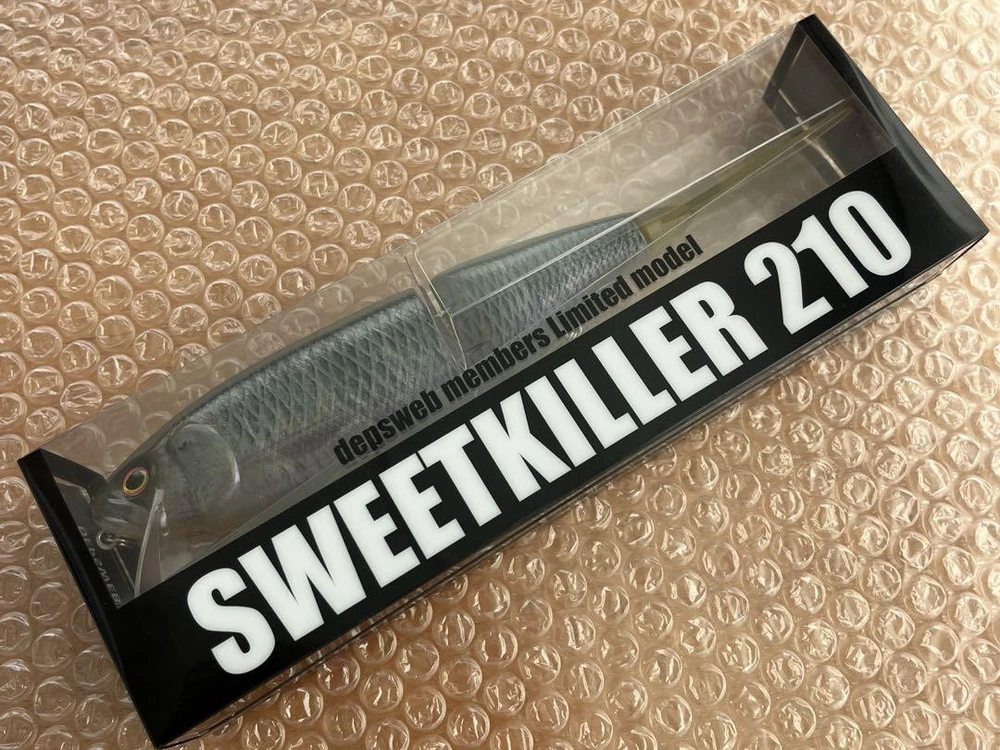 depsweb members Limited model
SWEETKILLER 210